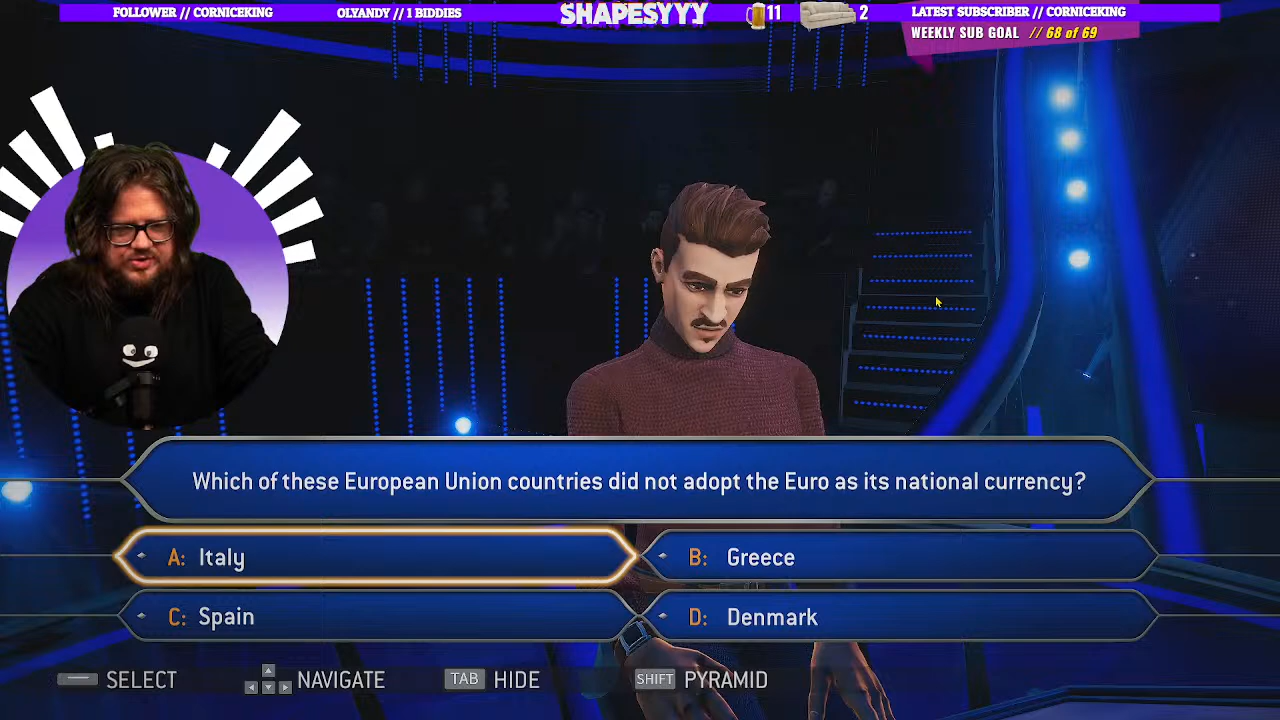 FOLLOWER // CORNICEKING
OLYANDY // 1 BIDDIES
SHAPESYYY
11
2
LATEST SUBSCRIBER // CORNICEKING
WEEKLY SUB GOAL // 68 of 69
Which of these European Union countries did not adopt the Euro as its national currency?
A: Italy
B: Greece
C: Spain
D: Denmark
SELECT
NAVIGATE
TAB HIDE
SHIFT PYRAMID